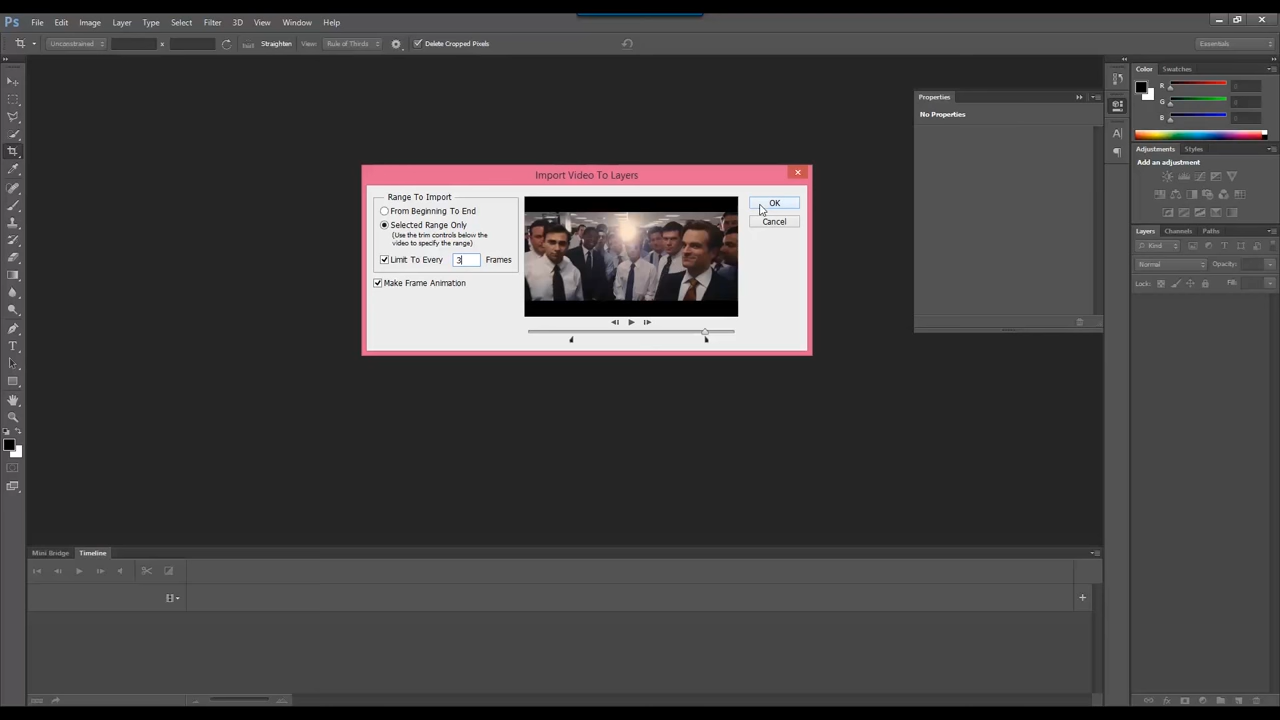 Ps File Edit Image Layer Type Select Filter 3D View Window Help
Unconstrained x Straighten View: Rule of Thirds Delete Cropped Pixels Essentials
Color Swatches
R
G
B
Properties
No Properties
Adjustments Styles
Add an adjustment
Layers Channels Paths
Kind
Normal Opacity:
Lock: Fill:
Import Video To Layers
Range To Import
From Beginning To End
Selected Range Only
(Use the trim controls below the
video to specify the range)
Limit To Every 3 Frames
Make Frame Animation
OK
Cancel
Mini Bridge Timeline